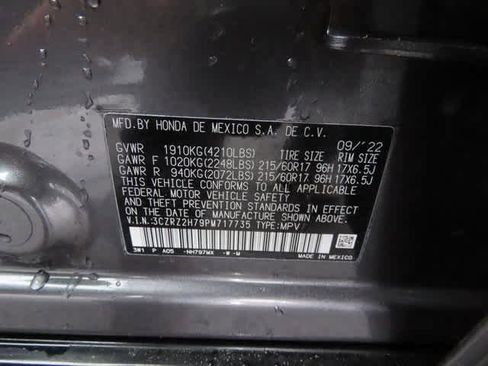 MFD.BY HONDA DE MEXICO S.A. DE C.V.
09/'22
GVWR 1910KG(4210LBS) TIRE SIZE RIM SIZE
GAWR F 1020KG(2248LBS) 215/60R17 96H 17X6.5J
GAWR R 940KG(2072LBS) 215/60R17 96H 17X6.5J
THIS VEHICLE CONFORMS TO ALL APPLICABLE
FEDERAL MOTOR VEHICLE SAFETY
AND THEFT PREVENTION STANDARDS IN EFFECT
ON THE DATE OF MANUFACTURE SHOWN ABOVE.
V.I.N.:3CZRZ2H79PM717735 TYPE:MPV
3W1 P A05 -NH797MX -W-M
MADE IN MEXICO